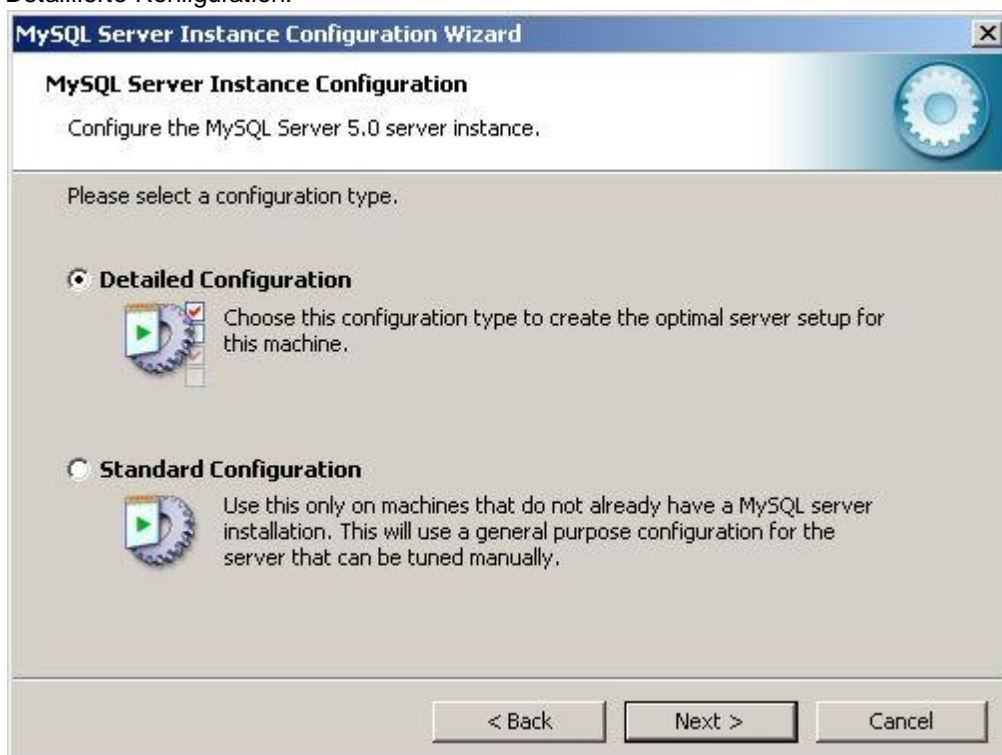 Detaillierte Konfiguration.
MySQL Server Instance Configuration Wizard
MySQL Server Instance Configuration
Configure the MySQL Server 5.0 server instance.
Please select a configuration type.
Detailed Configuration
Choose this configuration type to create the optimal server setup for
this machine.
Standard Configuration
Use this only on machines that do not already have a MySQL server
installation. This will use a general purpose configuration for the
server that can be tuned manually.
< Back
Next >
Cancel